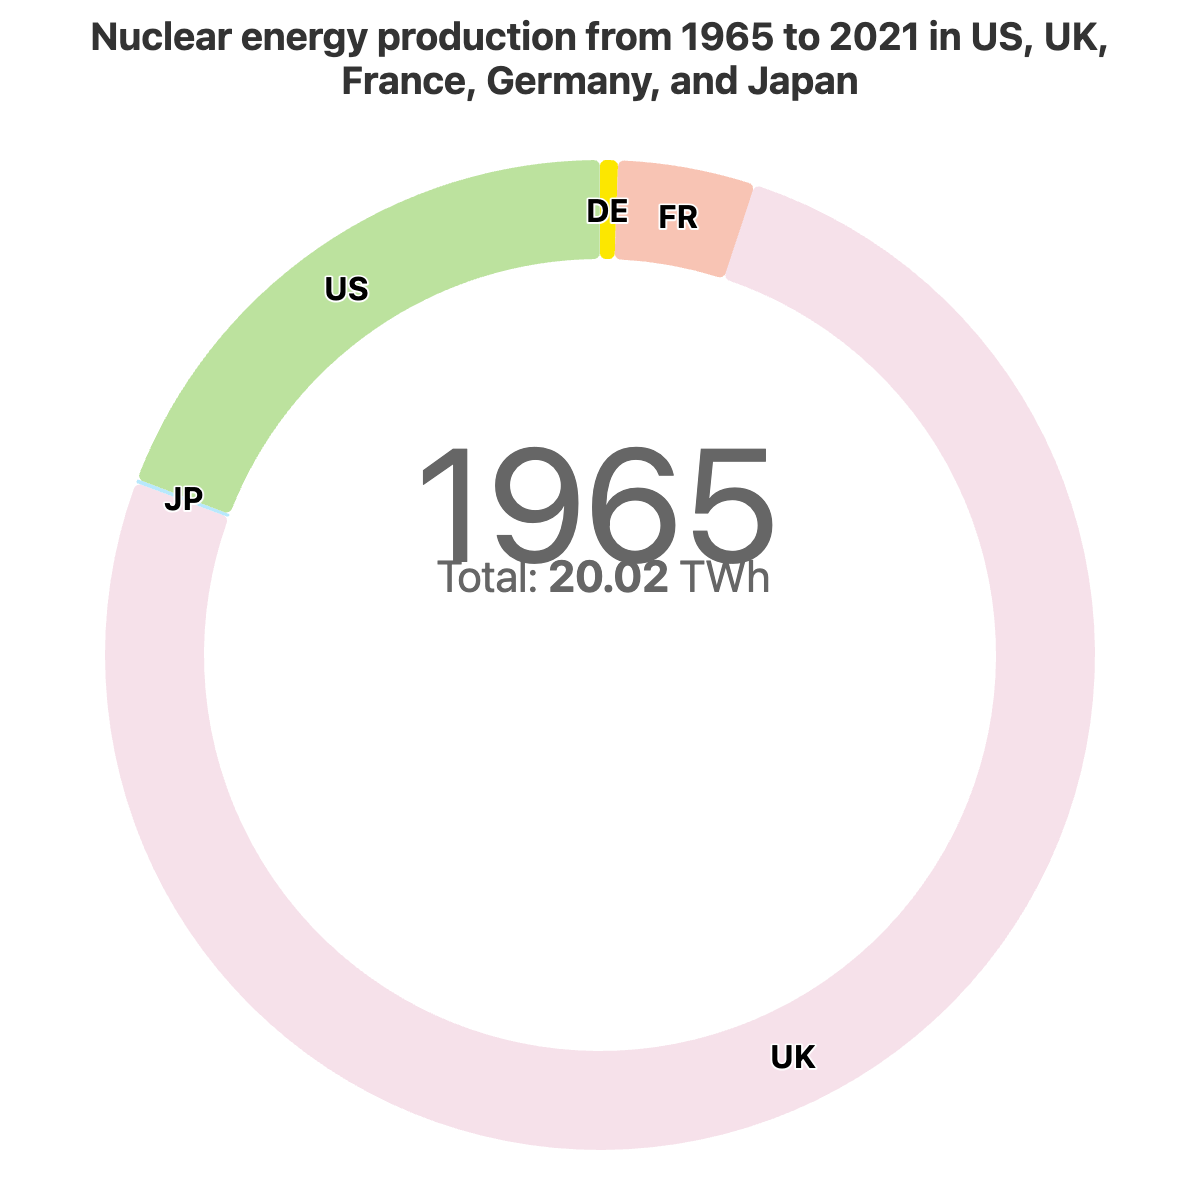 Nuclear energy production from 1965 to 2021 in US, UK,
France, Germany, and Japan
DE
FR
US
JP
1965
Total: 20.02 TWh
UK